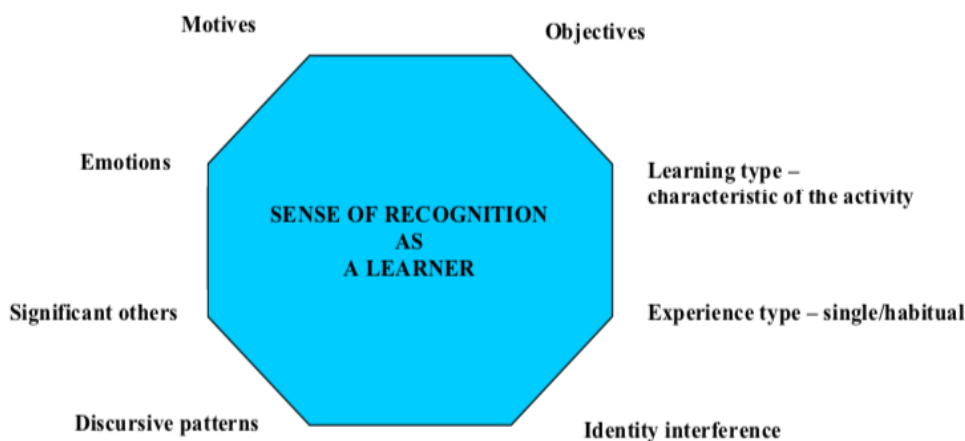 Motives
Objectives
Emotions
Learning type –
characteristic of the activity
SENSE OF RECOGNITION
AS
A LEARNER
Significant others
Experience type – single/habitual
Discursive patterns
Identity interference